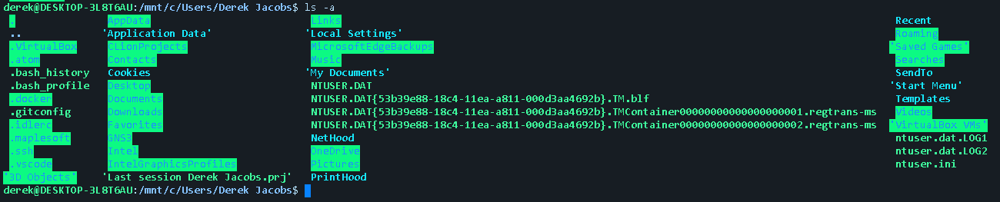 derek@DESKTOP-3L8T6AU:/mnt/c/Users/Derek Jacobs$ ls -a
. AppData Links Recent
.. 'Application Data' 'Local Settings' Roaming
.VirtualBox CLionProjects MicrosoftEdgeBackups 'Saved Games'
.atom Contacts Music Searches
.bash_history Cookies 'My Documents' SendTo
.bash_profile Desktop NTUSER.DAT 'Start Menu'
.docker Documents NTUSER.DAT{53b39e88-18c4-11ea-a811-000d3aa4692b}.TM.blf Templates
.gitconfig Downloads NTUSER.DAT{53b39e88-18c4-11ea-a811-000d3aa4692b}.TMContainer00000000000000000001.regtrans-ms Videos
.idlerc Favorites NTUSER.DAT{53b39e88-18c4-11ea-a811-000d3aa4692b}.TMContainer00000000000000000002.regtrans-ms 'VirtualBox VMs'
.maplesoft GNS3 NetHood ntuser.dat.LOG1
.ssh Intel OneDrive ntuser.dat.LOG2
.vscode IntelGraphicsProfiles Pictures ntuser.ini
'3D Objects' 'Last session Derek Jacobs.prj' PrintHood
derek@DESKTOP-3L8T6AU:/mnt/c/Users/Derek Jacobs$